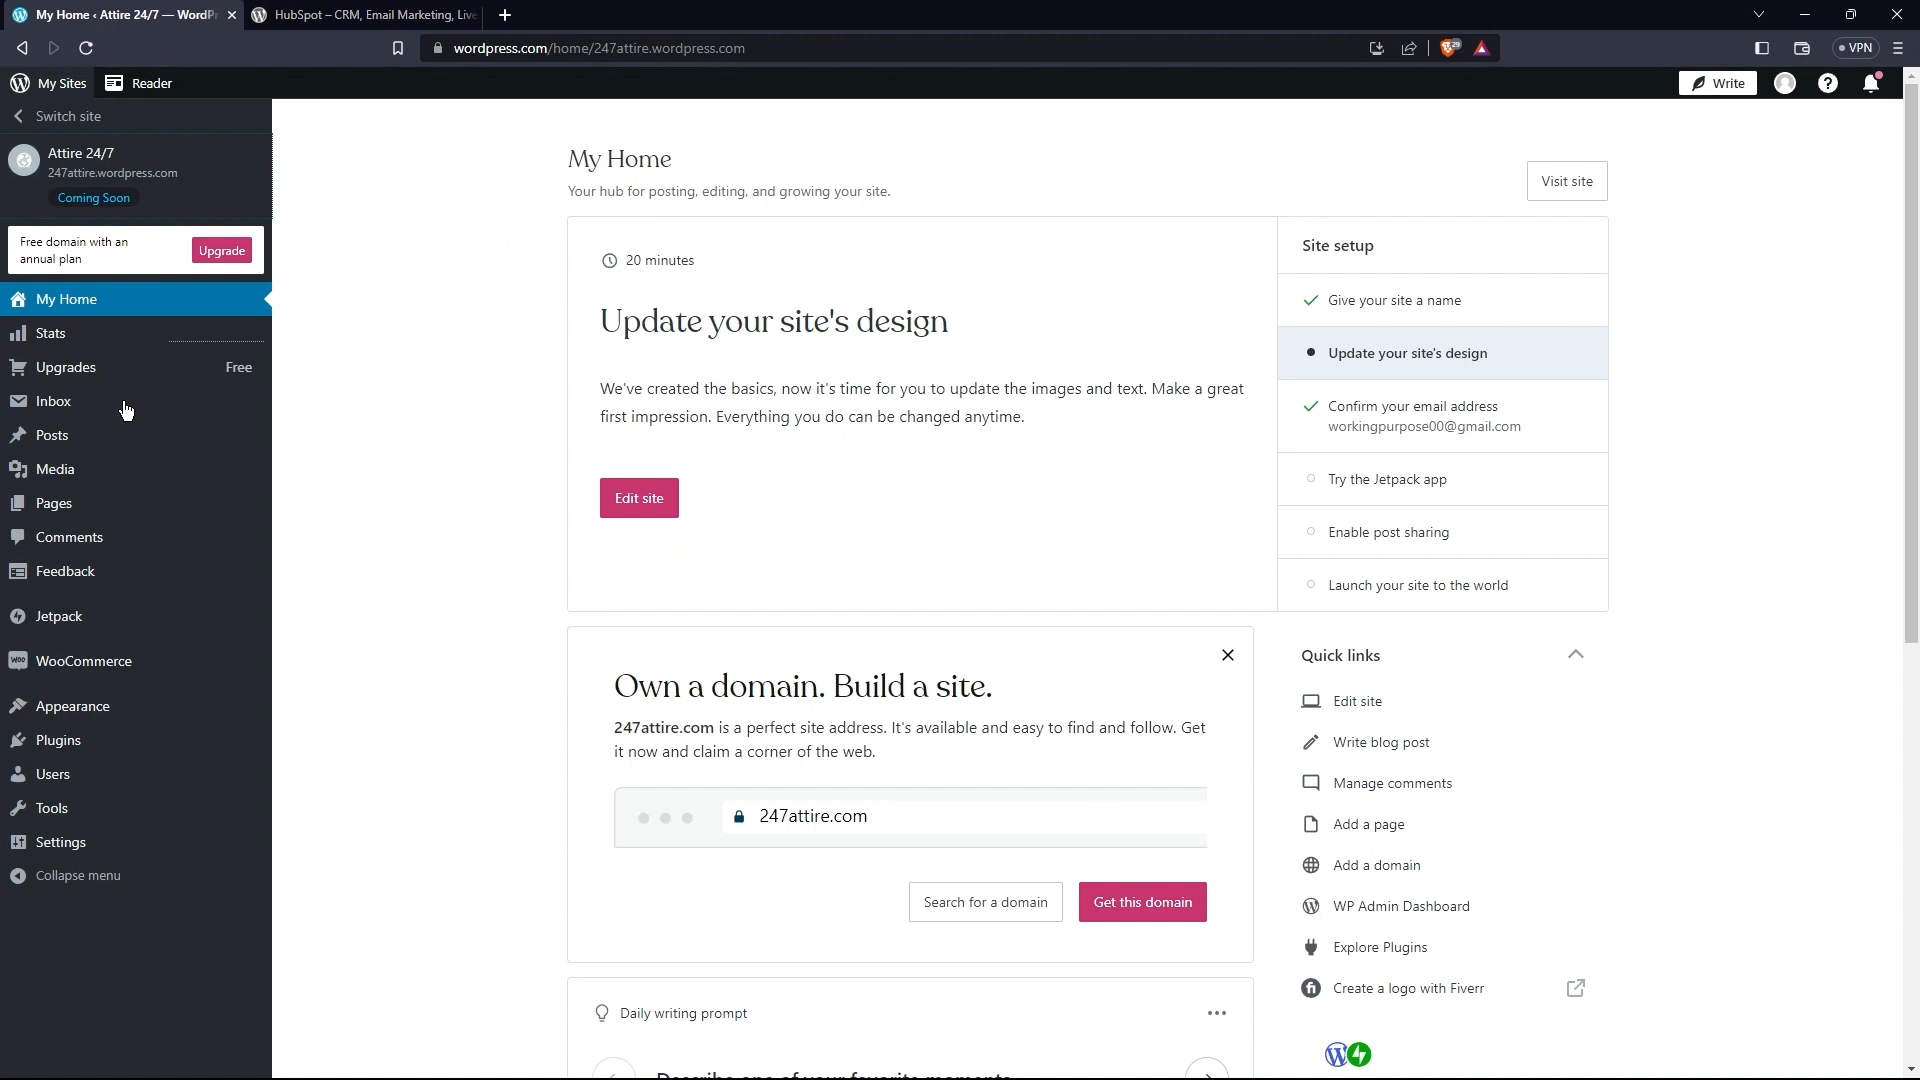 My Home ‹ Attire 24/7 — WordP
HubSpot – CRM, Email Marketing, Live
wordpress.com/home/247attire.wordpress.com
29
VPN
My Sites
Reader
Write
Switch site
Attire 24/7
247attire.wordpress.com
Coming Soon
Free domain with an
annual plan
Upgrade
My Home
Stats
Upgrades
Free
Inbox
Posts
Media
Pages
Comments
Feedback
Jetpack
WooCommerce
Appearance
Plugins
Users
Tools
Settings
Collapse menu
My Home
Your hub for posting, editing, and growing your site.
Visit site
20 minutes
Update your site's design
We've created the basics, now it's time for you to update the images and text. Make a great
first impression. Everything you do can be changed anytime.
Edit site
Site setup
Give your site a name
Update your site's design
Confirm your email address
workingpurpose00@gmail.com
Try the Jetpack app
Enable post sharing
Launch your site to the world
Own a domain. Build a site.
247attire.com is a perfect site address. It's available and easy to find and follow. Get
it now and claim a corner of the web.
247attire.com
Search for a domain
Get this domain
Daily writing prompt
Describe one of your favorite moments
Quick links
Edit site
Write blog post
Manage comments
Add a page
Add a domain
WP Admin Dashboard
Explore Plugins
Create a logo with Fiverr